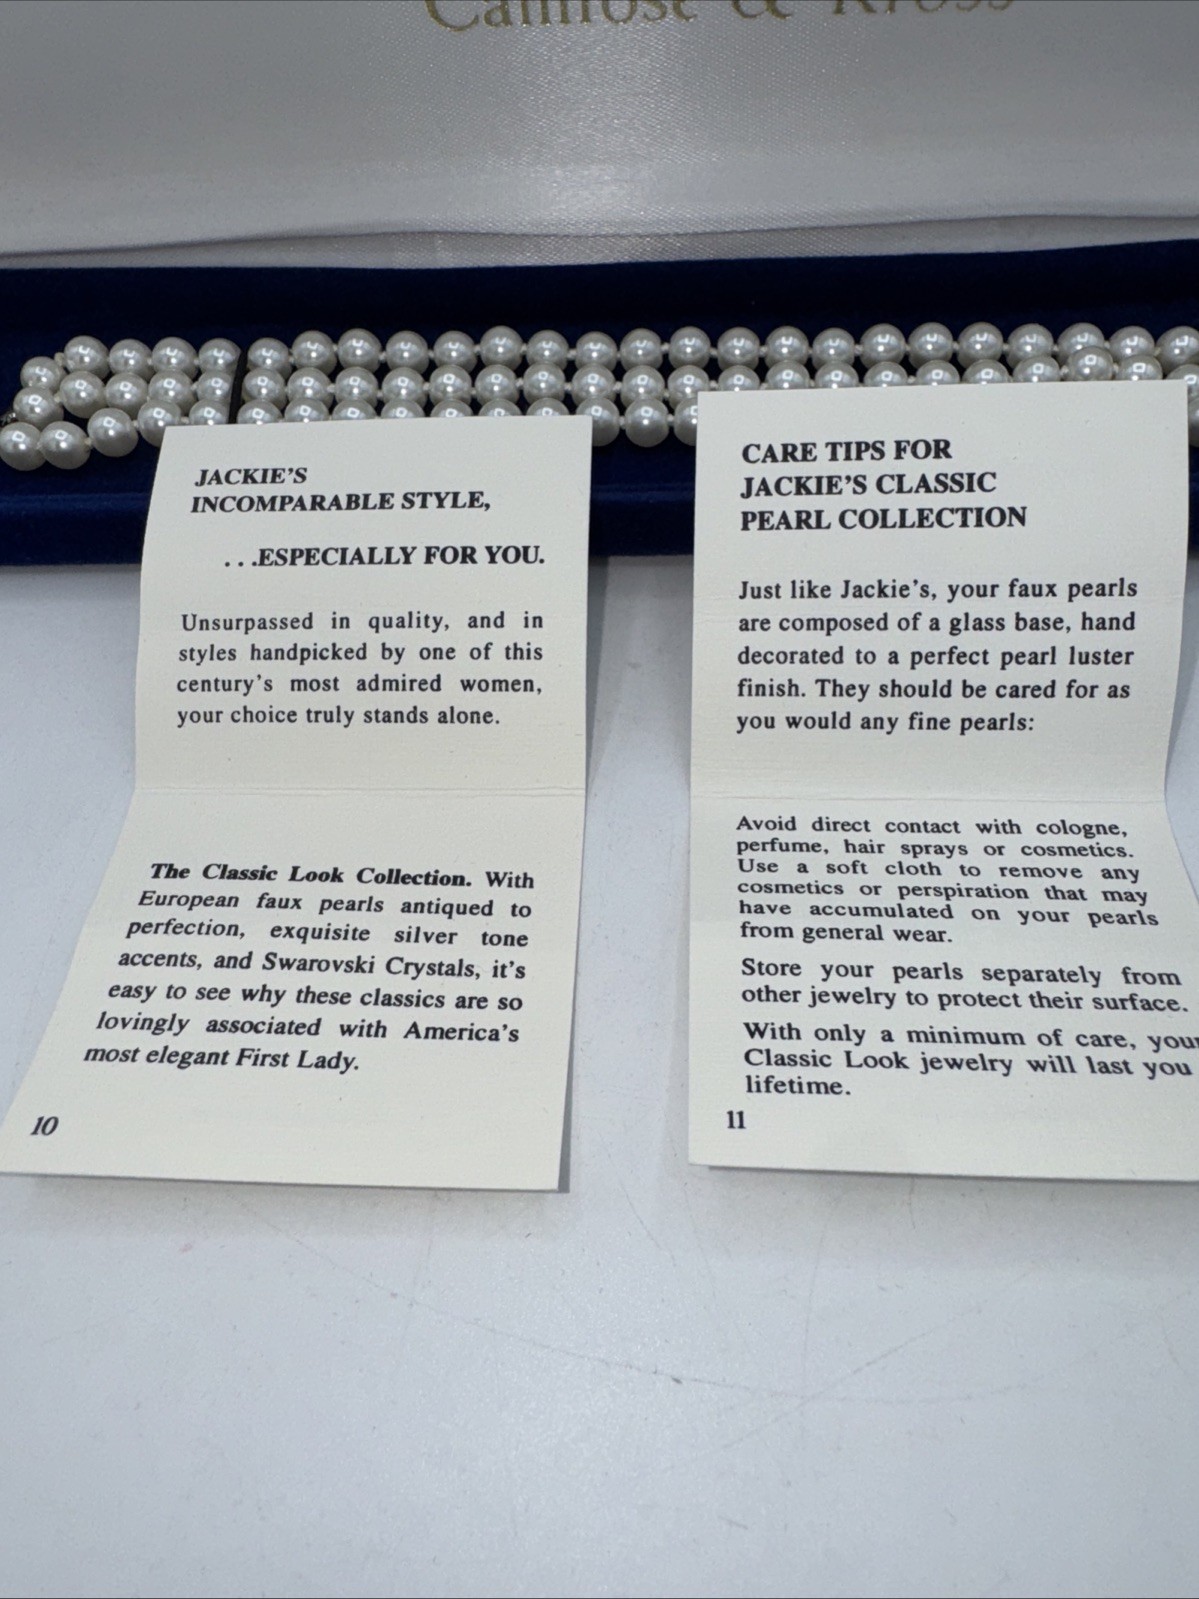 Camrose & Kross
JACKIE'S
INCOMPARABLE STYLE,
. . .ESPECIALLY FOR YOU.
Unsurpassed in quality, and in
styles handpicked by one of this
century's most admired women,
your choice truly stands alone.
The Classic Look Collection. With
European faux pearls antiqued to
perfection, exquisite silver tone
accents, and Swarovski Crystals, it's
easy to see why these classics are so
lovingly associated with America's
most elegant First Lady.
10
CARE TIPS FOR
JACKIE'S CLASSIC
PEARL COLLECTION
Just like Jackie's, your faux pearls
are composed of a glass base, hand
decorated to a perfect pearl luster
finish. They should be cared for as
you would any fine pearls:
Avoid direct contact with cologne,
perfume, hair sprays or cosmetics.
Use a soft cloth to remove any
cosmetics or perspiration that may
have accumulated on your pearls
from general wear.
Store your pearls separately from
other jewelry to protect their surface.
With only a minimum of care, your
Classic Look jewelry will last you
lifetime.
11